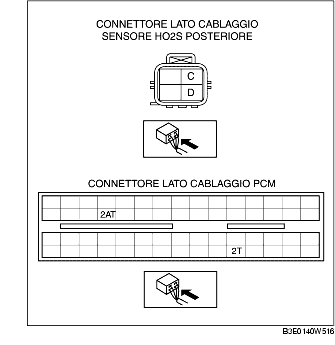 CONNETTORE LATO CABLAGGIO
SENSORE HO2S POSTERIORE
C
D
CONNETTORE LATO CABLAGGIO PCM
2AT
2T
B3E0140W516